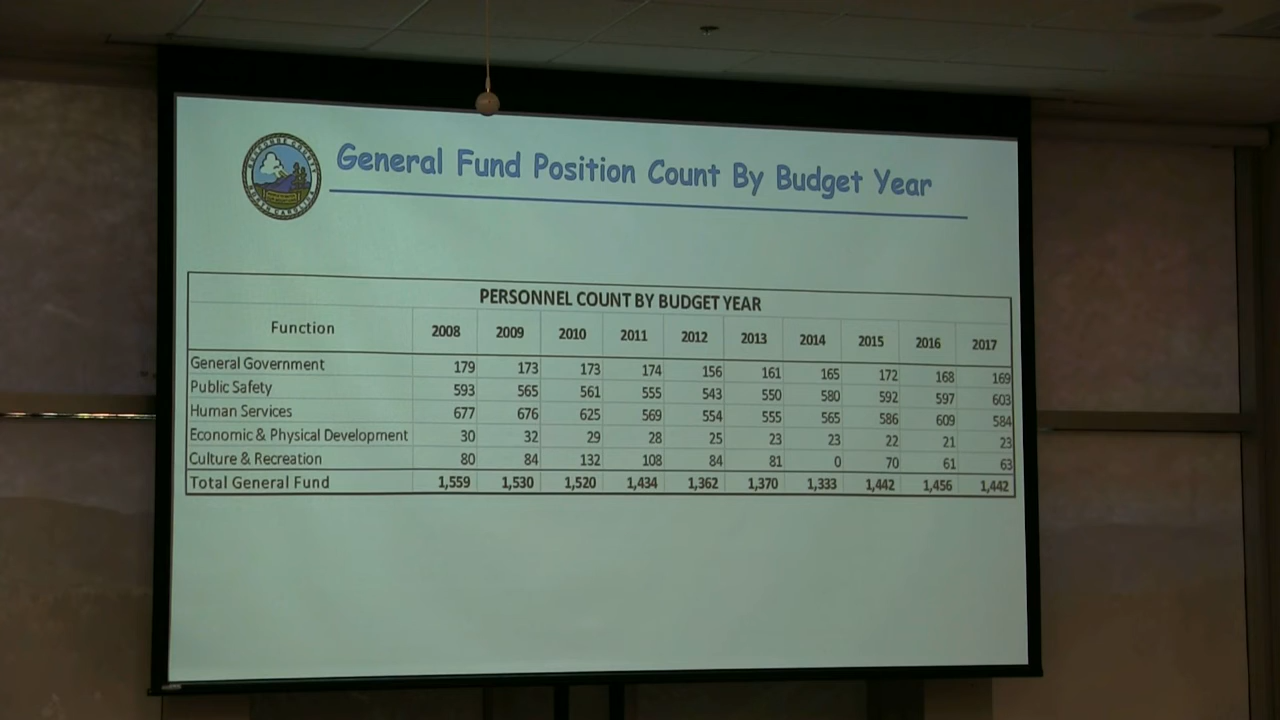 General Fund Position Count By Budget Year
PERSONNEL COUNT BY BUDGET YEAR
Function 2008 2009 2010 2011 2012 2013 2014 2015 2016 2017
General Government 179 173 173 174 156 161 165 172 168 169
Public Safety 593 565 561 555 543 550 580 592 597 603
Human Services 677 676 625 569 554 555 565 586 609 584
Economic & Physical Development 30 32 29 28 25 23 23 22 21 23
Culture & Recreation 80 84 132 108 84 81 0 70 61 63
Total General Fund 1,559 1,530 1,520 1,434 1,362 1,370 1,333 1,442 1,456 1,442